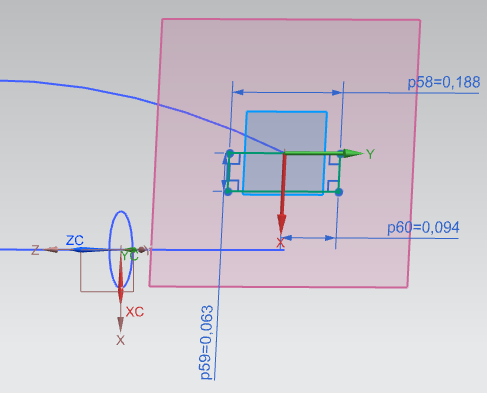 p58=0,188
Y
p60=0,094
X
Z
ZC
YC
Y
XC
X
p59=0,063